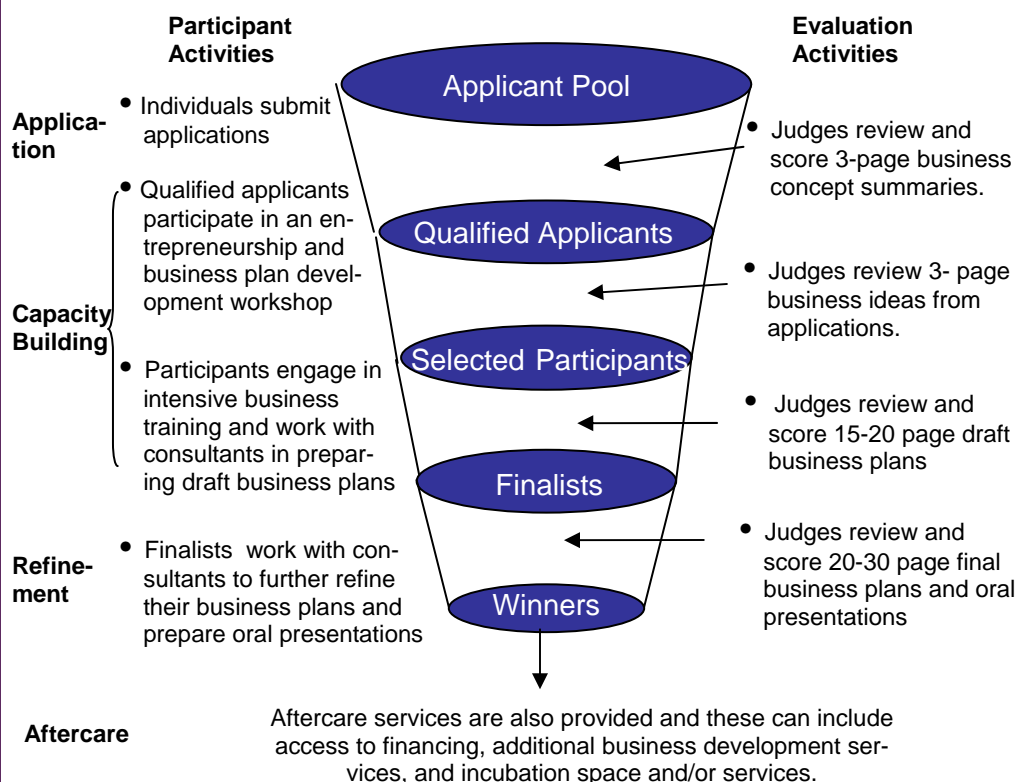 Participant
Activities
Evaluation
Activities
Applicant Pool
Applica-
tion
• Individuals submit
applications
• Judges review and
score 3-page business
concept summaries.
• Qualified applicants
participate in an en-
trepreneurship and
business plan devel-
opment workshop
Qualified Applicants
• Judges review 3- page
business ideas from
applications.
Capacity
Building
Selected Participants
• Participants engage in
intensive business
training and work with
consultants in prepar-
ing draft business plans
• Judges review and
score 15-20 page draft
business plans
Finalists
Refine-
ment
• Finalists work with con-
sultants to further refine
their business plans and
prepare oral presentations
• Judges review and
score 20-30 page final
business plans and oral
presentations
Winners
Aftercare
Aftercare services are also provided and these can include
access to financing, additional business development ser-
vices, and incubation space and/or services.